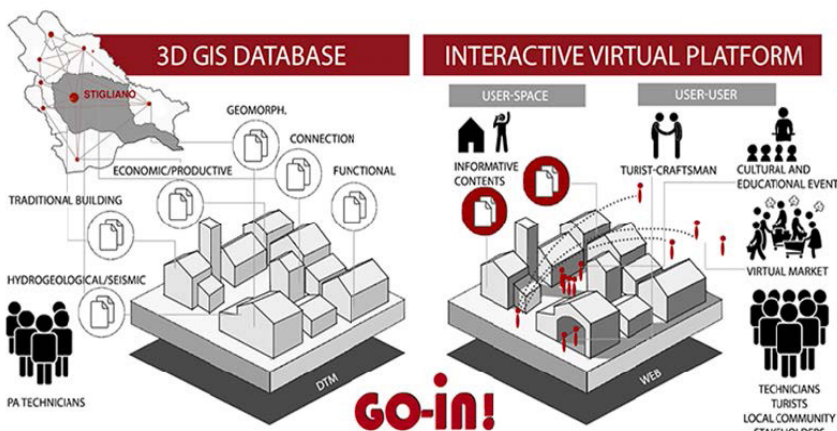 3D GIS DATABASE
STIGLIANO
GEOMORPH.
CONNECTION
ECONOMIC/PRODUCTIVE
FUNCTIONAL
TRADITIONAL BUILDING
HYDROGEOLOGICAL/SEISMIC
PA TECHNICIANS
DTM
INTERACTIVE VIRTUAL PLATFORM
USER-SPACE
USER-USER
INFORMATIVE
CONTENTS
TURIST-CRAFTSMAN
CULTURAL AND
EDUCATIONAL EVENT
VIRTUAL MARKET
WEB
TECHNICIANS
TURISTS
LOCAL COMMUNITY
STAKEHOLDERS
GO-in!